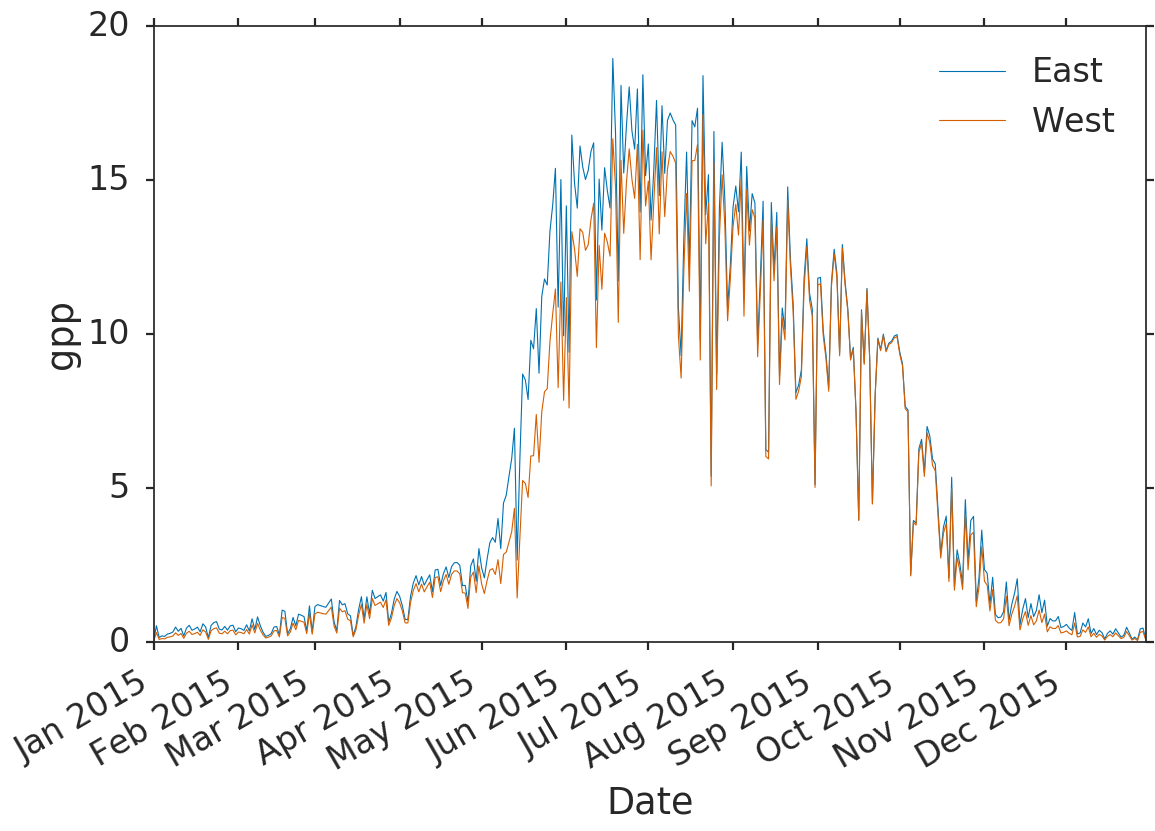 20
15
10
5
0
gpp
East
West
Jan 2015
Feb 2015
Mar 2015
Apr 2015
May 2015
Jun 2015
Jul 2015
Aug 2015
Sep 2015
Oct 2015
Nov 2015
Dec 2015
Date